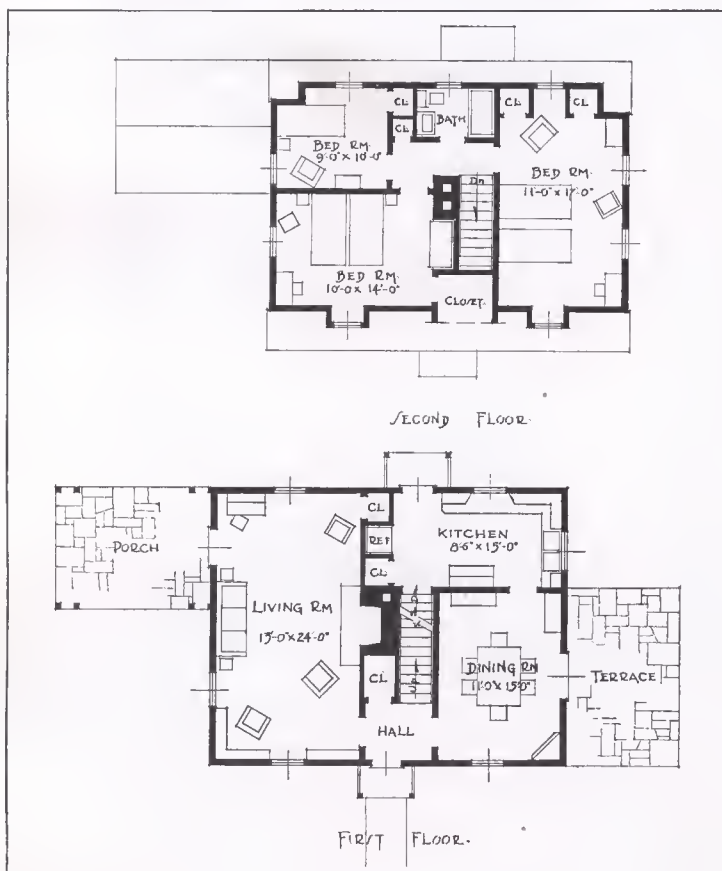 CL.
BATH
CL
CL
CL
BED RM.
9'-0" X 10'-0"
BED RM.
11'-0" X 17'-0"
Dn
BED RM.
10'-0 X 14'-0"
CLOSET.
SECOND FLOOR.
CL
KITCHEN
8'-6" X 15'-0"
REF
PORCH
CL
LIVING RM
13'-0" X 24'-0"
Dn
DINING RM
11'-0 X 15'-0"
TERRACE
CL
Up
HALL
FIRST FLOOR.